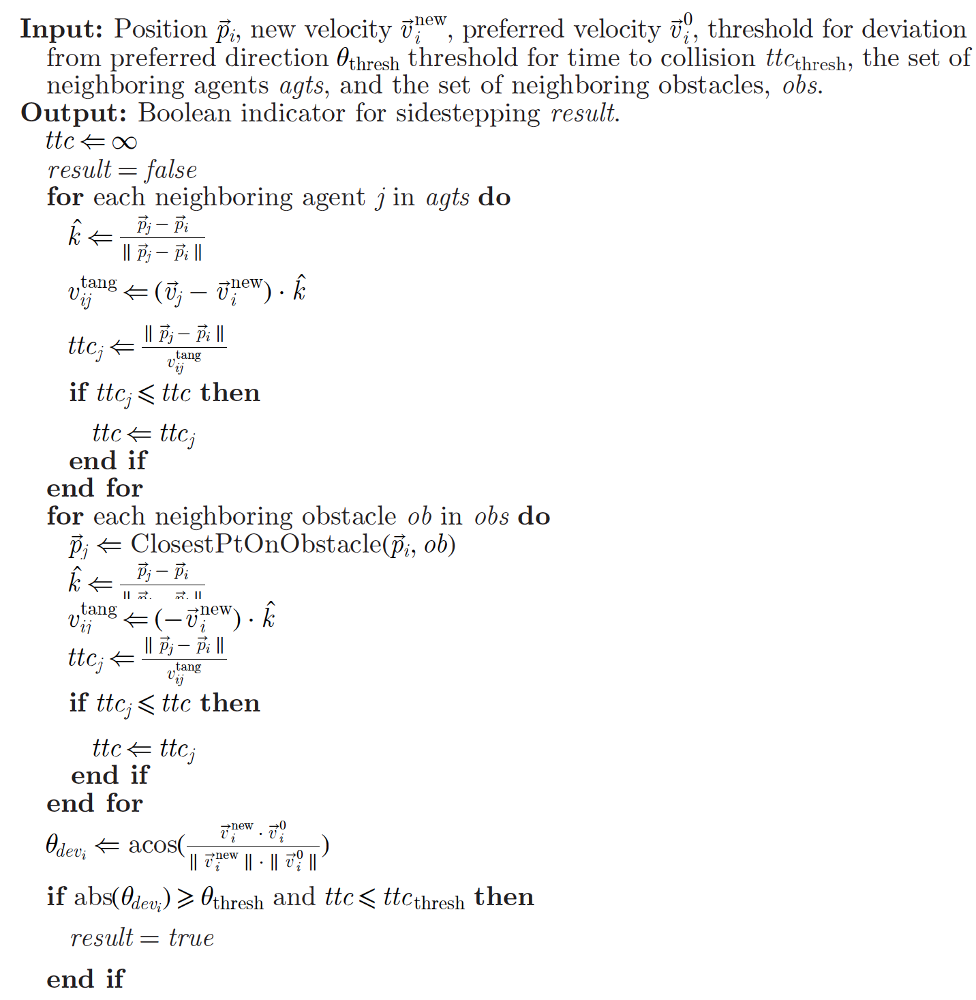 Input: Position $\vec{p}_i$, new velocity $\vec{v}_i^{\text{new}}$, preferred velocity $\vec{v}_i^0$, threshold for deviation
from preferred direction $\theta_{\text{thresh}}$ threshold for time to collision $ttc_{\text{thresh}}$, the set of
neighboring agents agts, and the set of neighboring obstacles, obs.
Output: Boolean indicator for sidestepping result.
$ttc \Leftarrow \infty$
result = false
for each neighboring agent j in agts do
$\hat{k} \Leftarrow \frac{\vec{p}_j - \vec{p}_i}{\| \vec{p}_j - \vec{p}_i \|}$
$v_{ij}^{\text{tang}} \Leftarrow (\vec{v}_j - \vec{v}_i^{\text{new}}) \cdot \hat{k}$
$ttc_j \Leftarrow \frac{\| \vec{p}_j - \vec{p}_i \|}{v_{ij}^{\text{tang}}}$
if $ttc_j \leqslant ttc$ then
$ttc \Leftarrow ttc_j$
end if
end for
for each neighboring obstacle ob in obs do
$\vec{p}_j \Leftarrow$ ClosestPtOnObstacle($\vec{p}_i$, ob)
$\hat{k} \Leftarrow \frac{\vec{p}_j - \vec{p}_i}{\| \vec{p}_j - \vec{p}_i \|}$
$v_{ij}^{\text{tang}} \Leftarrow (-\vec{v}_i^{\text{new}}) \cdot \hat{k}$
$ttc_j \Leftarrow \frac{\| \vec{p}_j - \vec{p}_i \|}{v_{ij}^{\text{tang}}}$
if $ttc_j \leqslant ttc$ then
$ttc \Leftarrow ttc_j$
end if
end for
$\theta_{dev_i} \Leftarrow \text{acos}(\frac{\vec{v}_i^{\text{new}} \cdot \vec{v}_i^0}{\| \vec{v}_i^{\text{new}} \| \cdot \| \vec{v}_i^0 \|})$
if abs($\theta_{dev_i}$) $\geqslant \theta_{\text{thresh}}$ and $ttc \leqslant ttc_{\text{thresh}}$ then
result = true
end if